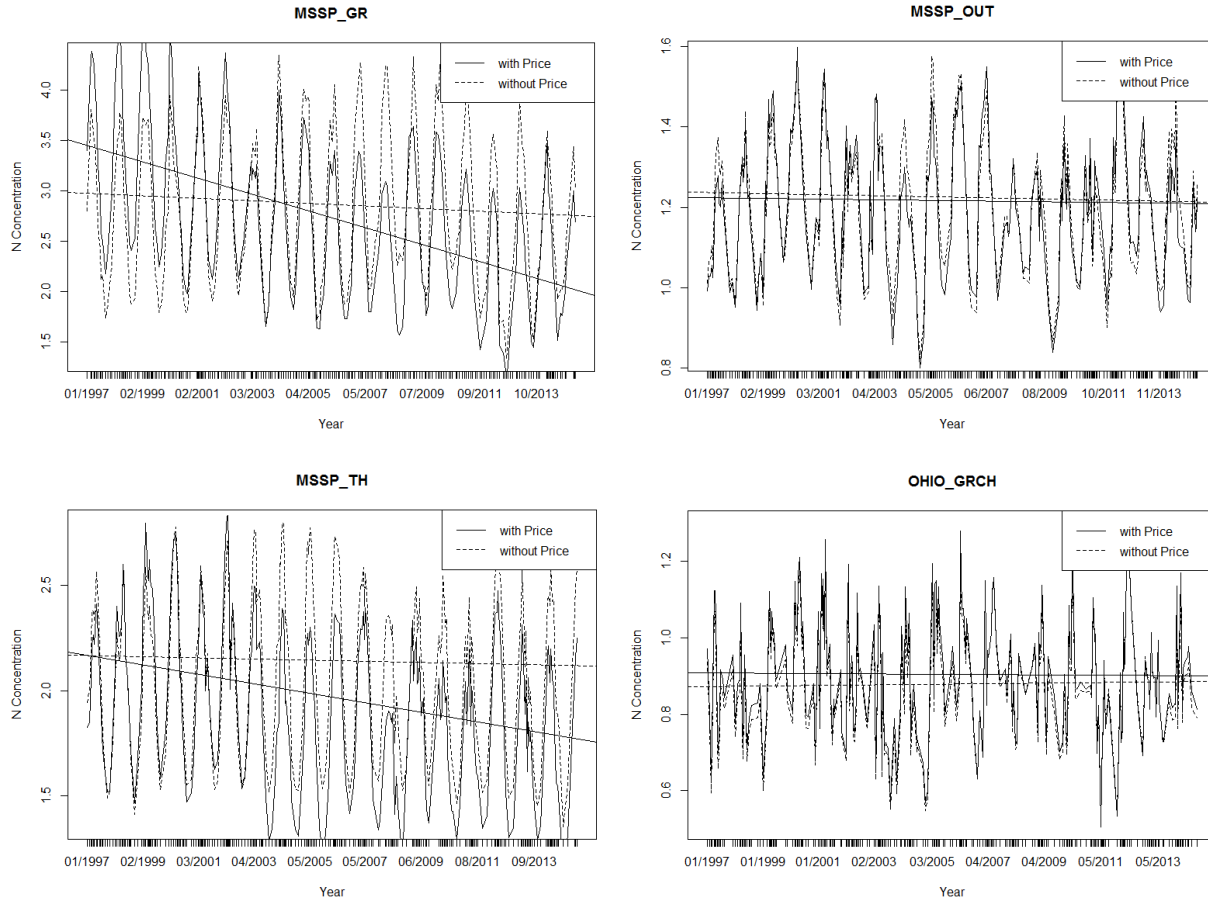 MSSP_GR
with Price
without Price
N Concentration
4.0
3.5
3.0
2.5
2.0
1.5
01/1997 02/1999 02/2001 03/2003 04/2005 05/2007 07/2009 09/2011 10/2013
Year
MSSP_OUT
with Price
without Price
N Concentration
1.6
1.4
1.2
1.0
0.8
01/1997 02/1999 03/2001 04/2003 05/2005 06/2007 08/2009 10/2011 11/2013
Year
MSSP_TH
with Price
without Price
N Concentration
2.5
2.0
1.5
01/1997 02/1999 03/2001 04/2003 05/2005 05/2007 06/2009 08/2011 09/2013
Year
OHIO_GRCH
with Price
without Price
N Concentration
1.2
1.0
0.8
0.6
01/1997 01/1999 01/2001 02/2003 03/2005 04/2007 04/2009 05/2011 05/2013
Year